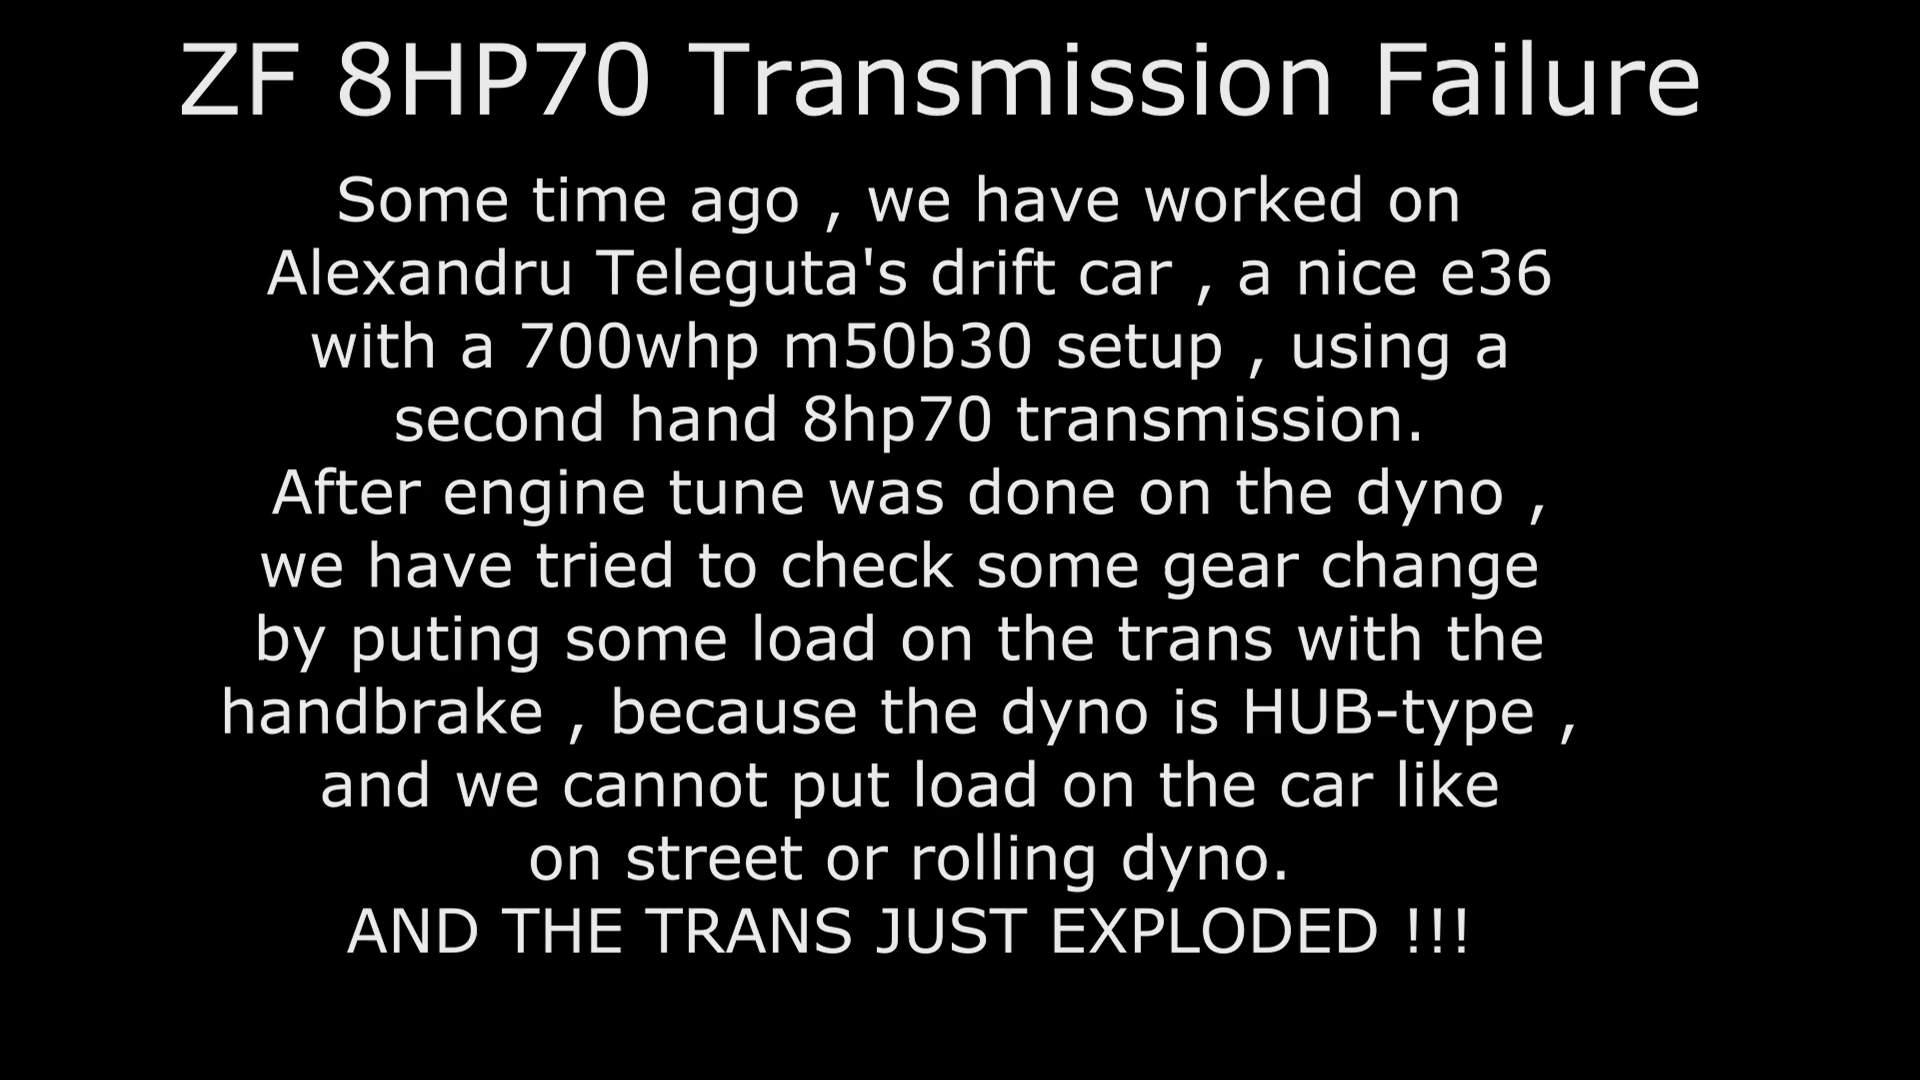 ZF 8HP70 Transmission Failure
Some time ago , we have worked on
Alexandru Teleguta's drift car , a nice e36
with a 700whp m50b30 setup , using a
second hand 8hp70 transmission.
After engine tune was done on the dyno ,
we have tried to check some gear change
by puting some load on the trans with the
handbrake , because the dyno is HUB-type ,
and we cannot put load on the car like
on street or rolling dyno.
AND THE TRANS JUST EXPLODED !!!